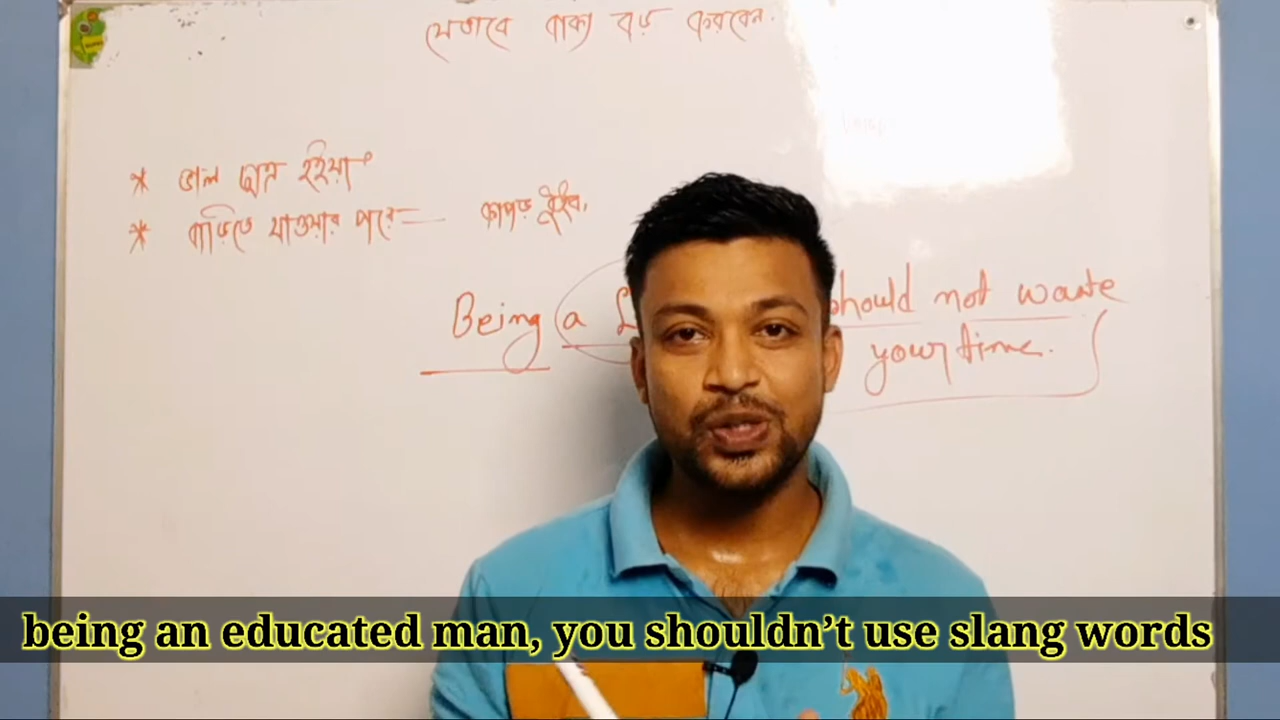 যেভাবে বাক্য বড় করবেন.
* ভাল ছাত্র হইয়া
* বাড়িতে যাওয়ার পরে — কাপড়
Being a should not waste
your time.
being an educated man, you shouldn’t use slang words